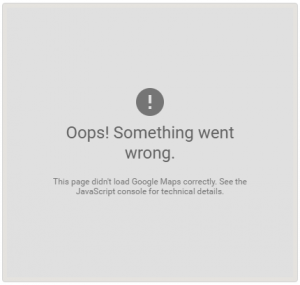 Oops! Something went
wrong.
This page didn't load Google Maps correctly. See the
JavaScript console for technical details.